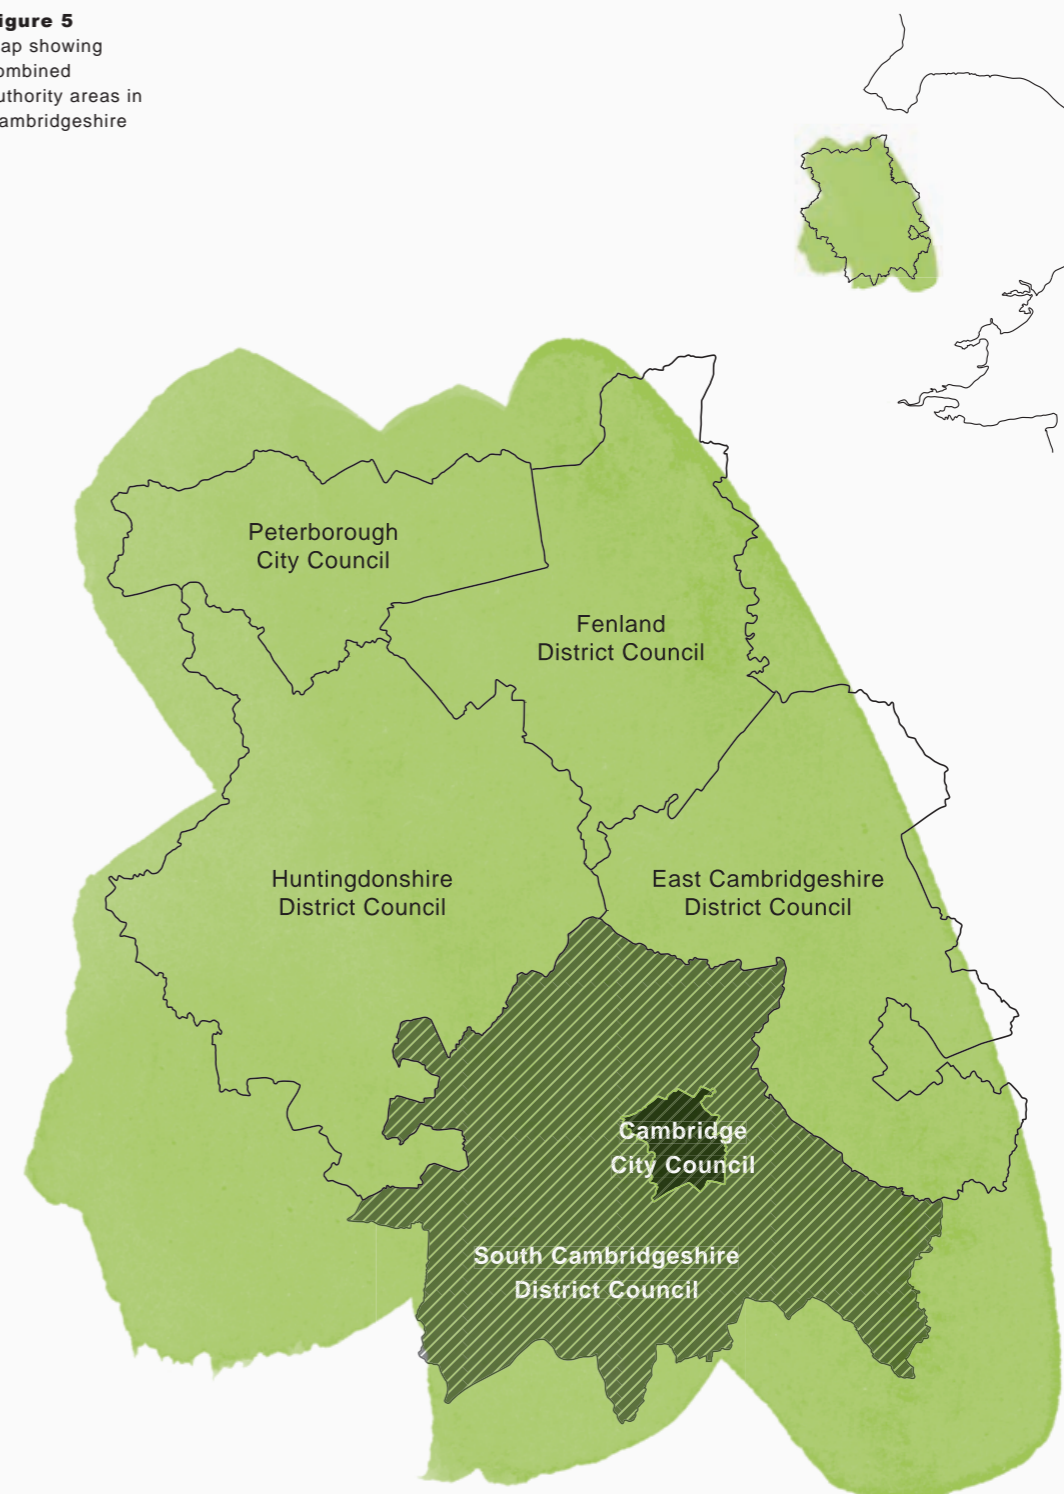 igure 5
ap showing
ombined
uthority areas in
ambridgeshire
Peterborough
City Council
Fenland
District Council
Huntingdonshire
District Council
East Cambridgeshire
District Council
Cambridge
City Council
South Cambridgeshire
District Council